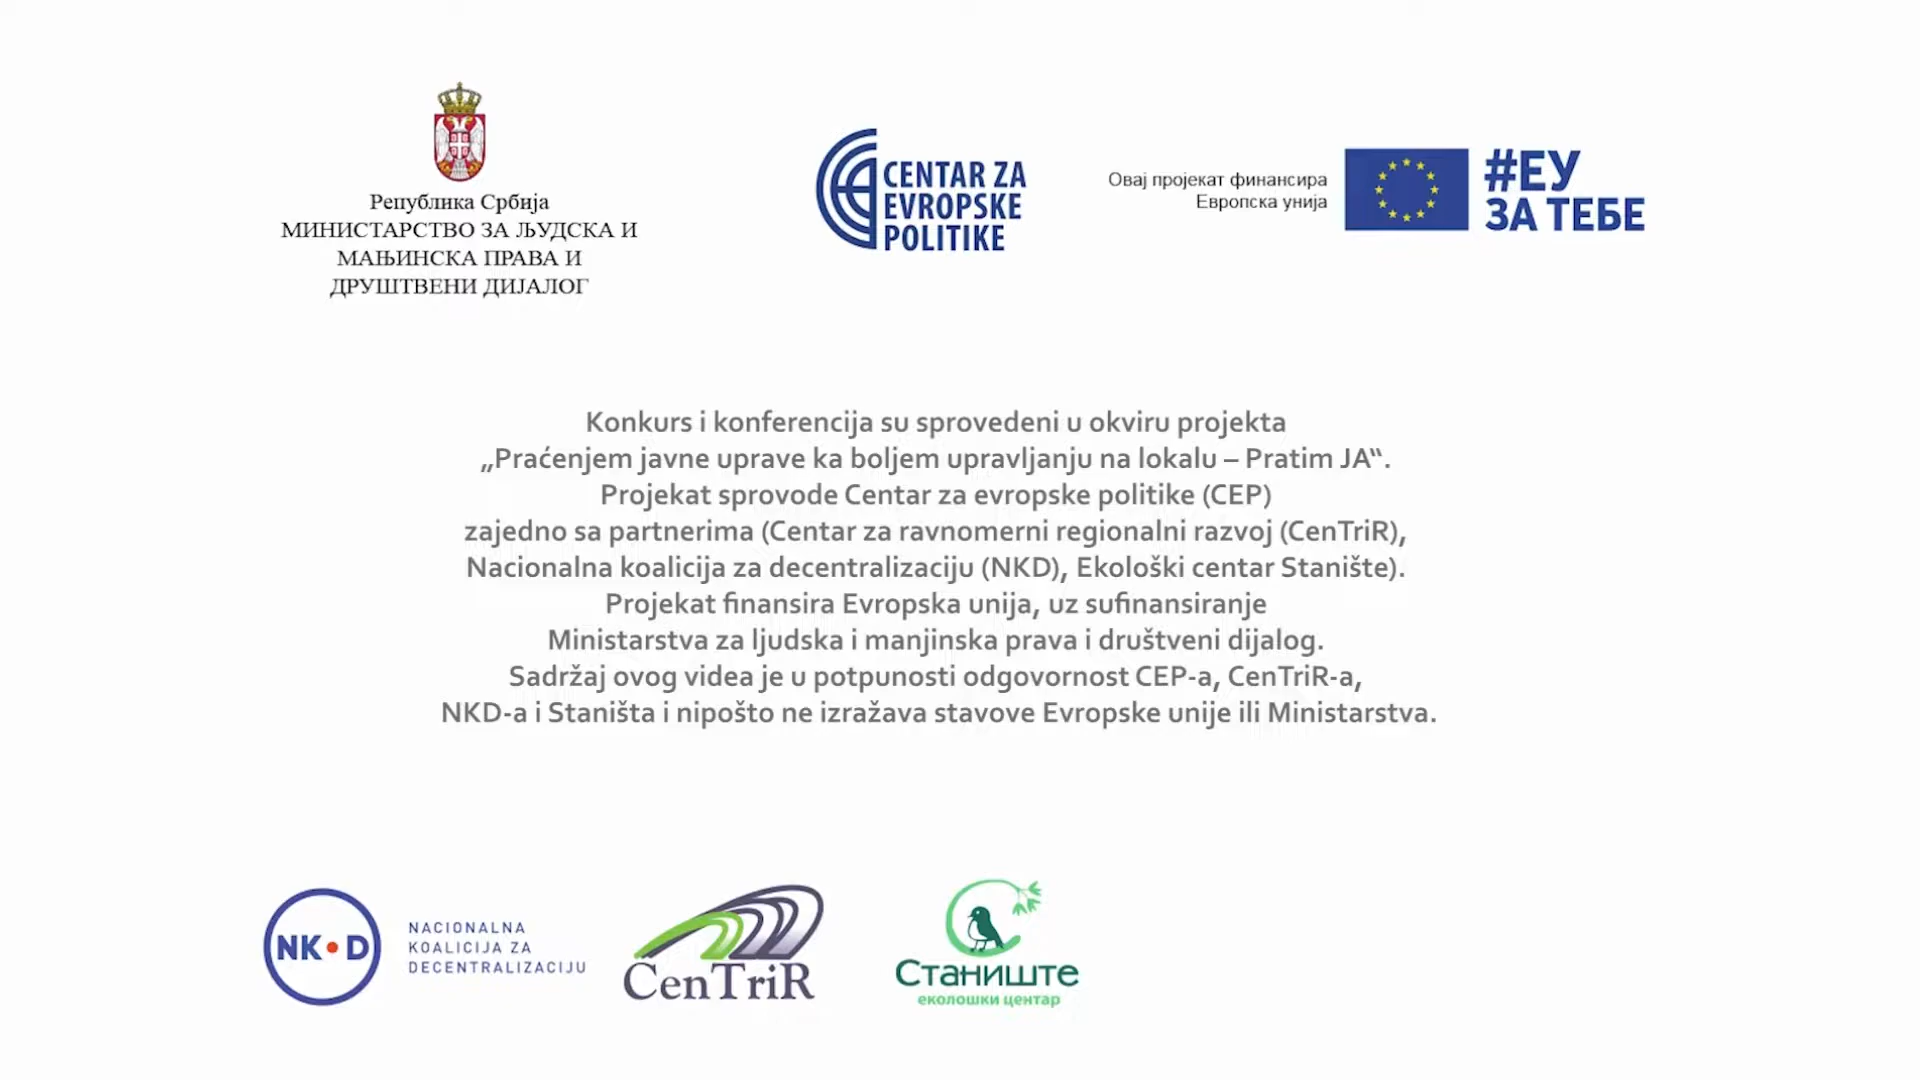 Република Србија
МИНИСТАРСТВО ЗА ЉУДСКА И
МАЊИНСКА ПРАВА И
ДРУШТВЕНИ ДИЈАЛОГ
CENTAR ZA
EVROPSKE
POLITIKE
Овај пројекат финансира
Европска унија
#ЕУ
ЗА ТЕБЕ
Konkurs i konferencija su sprovedeni u okviru projekta
„Praćenjem javne uprave ka boljem upravljanju na lokalu – Pratim JA“.
Projekat sprovode Centar za evropske politike (CEP)
zajedno sa partnerima (Centar za ravnomerni regionalni razvoj (CenTriR),
Nacionalna koalicija za decentralizaciju (NKD), Ekološki centar Stanište).
Projekat finansira Evropska unija, uz sufinansiranje
Ministarstva za ljudska i manjinska prava i društveni dijalog.
Sadržaj ovog videa je u potpunosti odgovornost CEP-a, CenTriR-a,
NKD-a i Staništa i nipošto ne izražava stavove Evropske unije ili Ministarstva.
NK•D
NACIONALNA
KOALICIJA ZA
DECENTRALIZACIJU
CenTriR
Станиште
еколошки центар